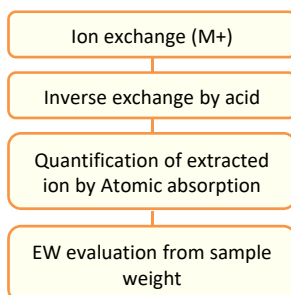 Ion exchange (M+)
Inverse exchange by acid
Quantification of extracted
ion by Atomic absorption
EW evaluation from sample
weight